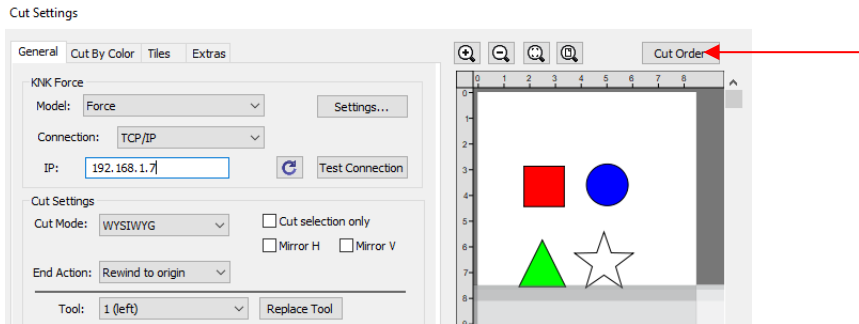 Cut Settings
General Cut By Color Tiles Extras
Cut Order
KNK Force
Model: Force Settings...
Connection: TCP/IP
IP: 192.168.1.7 Test Connection
Cut Settings
Cut Mode: WYSIWYG Cut selection only
Mirror H Mirror V
End Action: Rewind to origin
Tool: 1 (left) Replace Tool
0 1 2 3 4 5 6 7 8
0
1
2
3
4
5
6
7
8
9